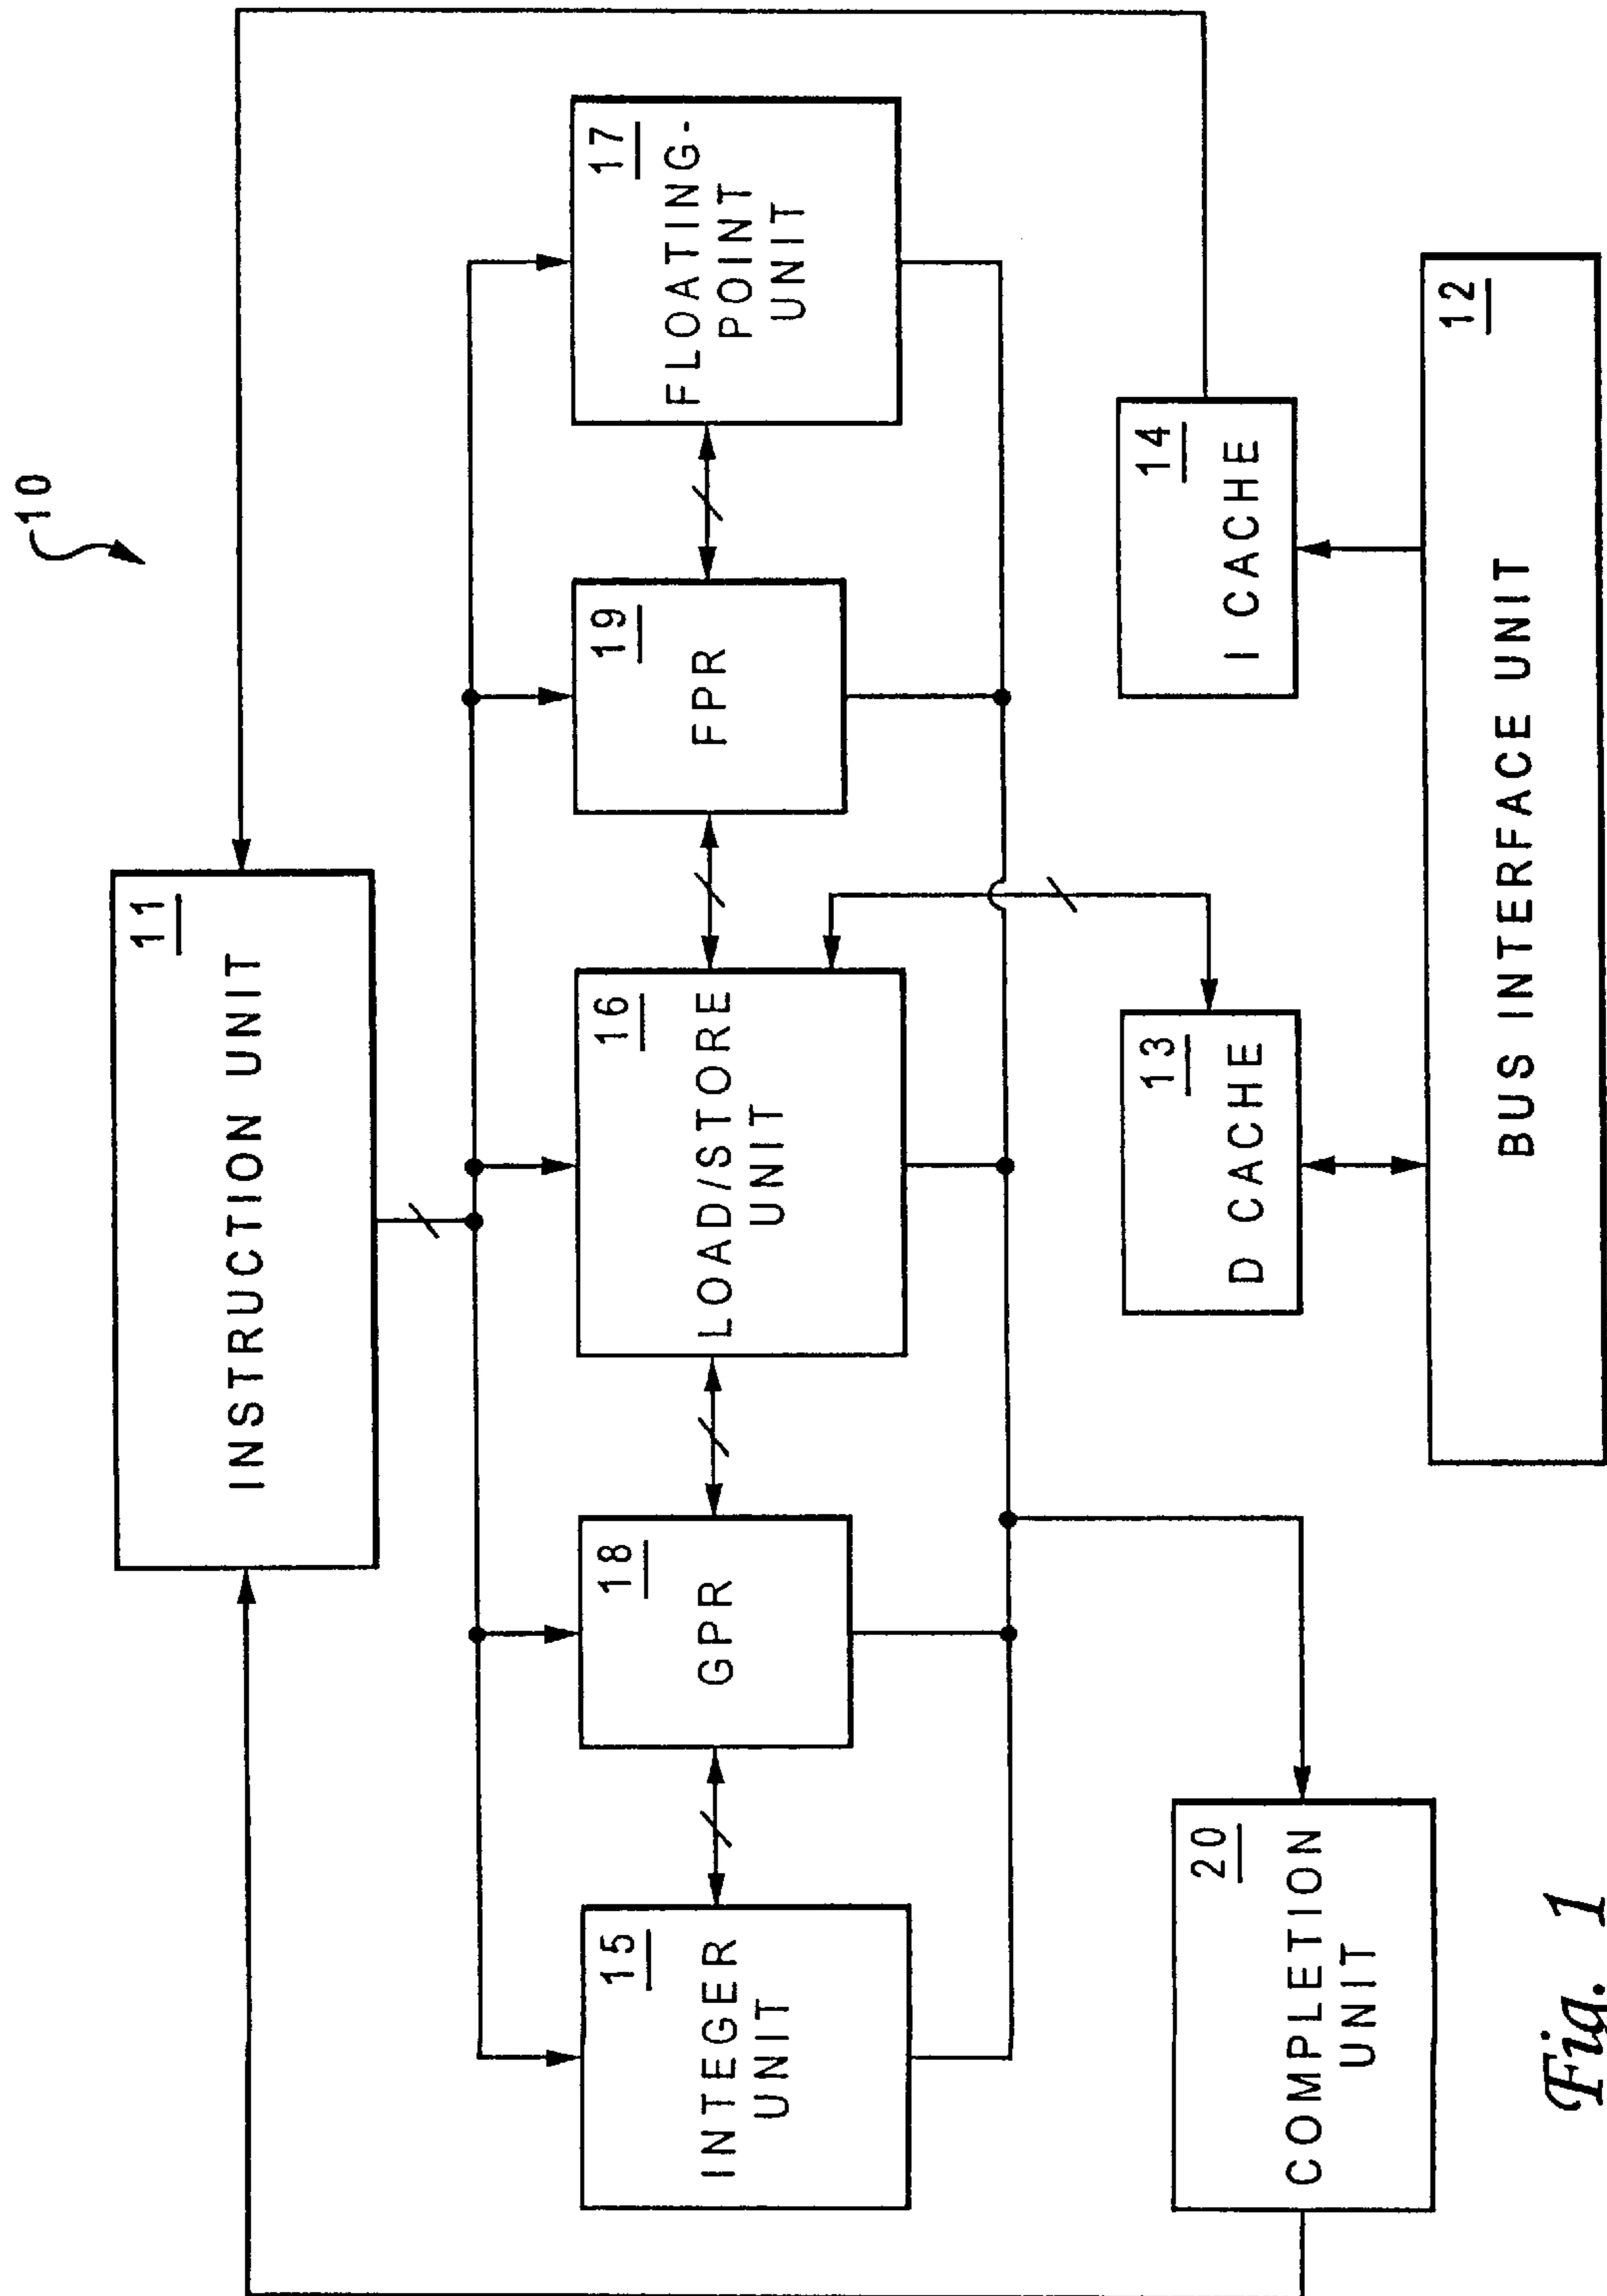 10
11
INSTRUCTION UNIT
15
INTEGER
UNIT
18
GPR
16
LOAD/STORE
UNIT
19
FPR
17
FLOATING-
POINT
UNIT
20
COMPLETION
UNIT
13
D CACHE
14
I CACHE
12
BUS INTERFACE UNIT
Fig. 1